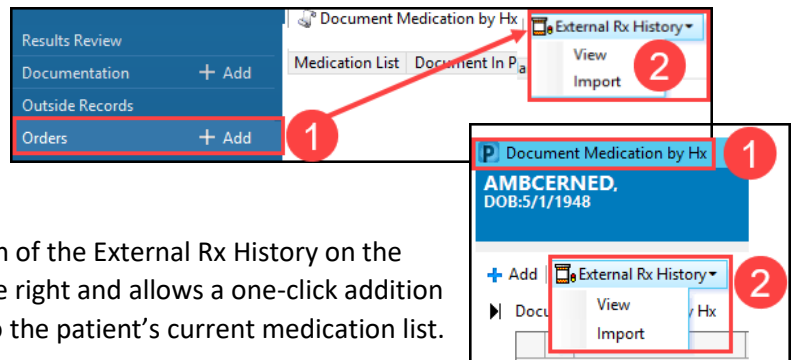 Document Medication by Hx
External Rx History
View
Import
2
Results Review
Documentation + Add
Outside Records
Orders + Add
1
Medication List Document In P
Document Medication by Hx
1
AMBCERNED,
DOB:5/1/1948
of the External Rx History on the
right and allows a one-click addition
the patient's current medication list.
+ Add
External Rx History
View
Import
2
Docu
Hx